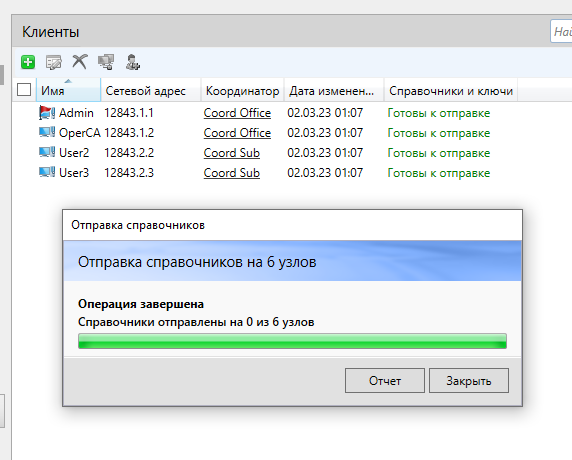 Клиенты
Най
Имя Сетевой адрес Координатор Дата изменен... Справочники и ключи
Admin 12843.1.1 Coord Office 02.03.23 01:07 Готовы к отправке
OperCA 12843.1.2 Coord Office 02.03.23 01:07 Готовы к отправке
User2 12843.2.2 Coord Sub 02.03.23 01:07 Готовы к отправке
User3 12843.2.3 Coord Sub 02.03.23 01:07 Готовы к отправке
Отправка справочников
Отправка справочников на 6 узлов
Операция завершена
Справочники отправлены на 0 из 6 узлов
Отчет Закрыть